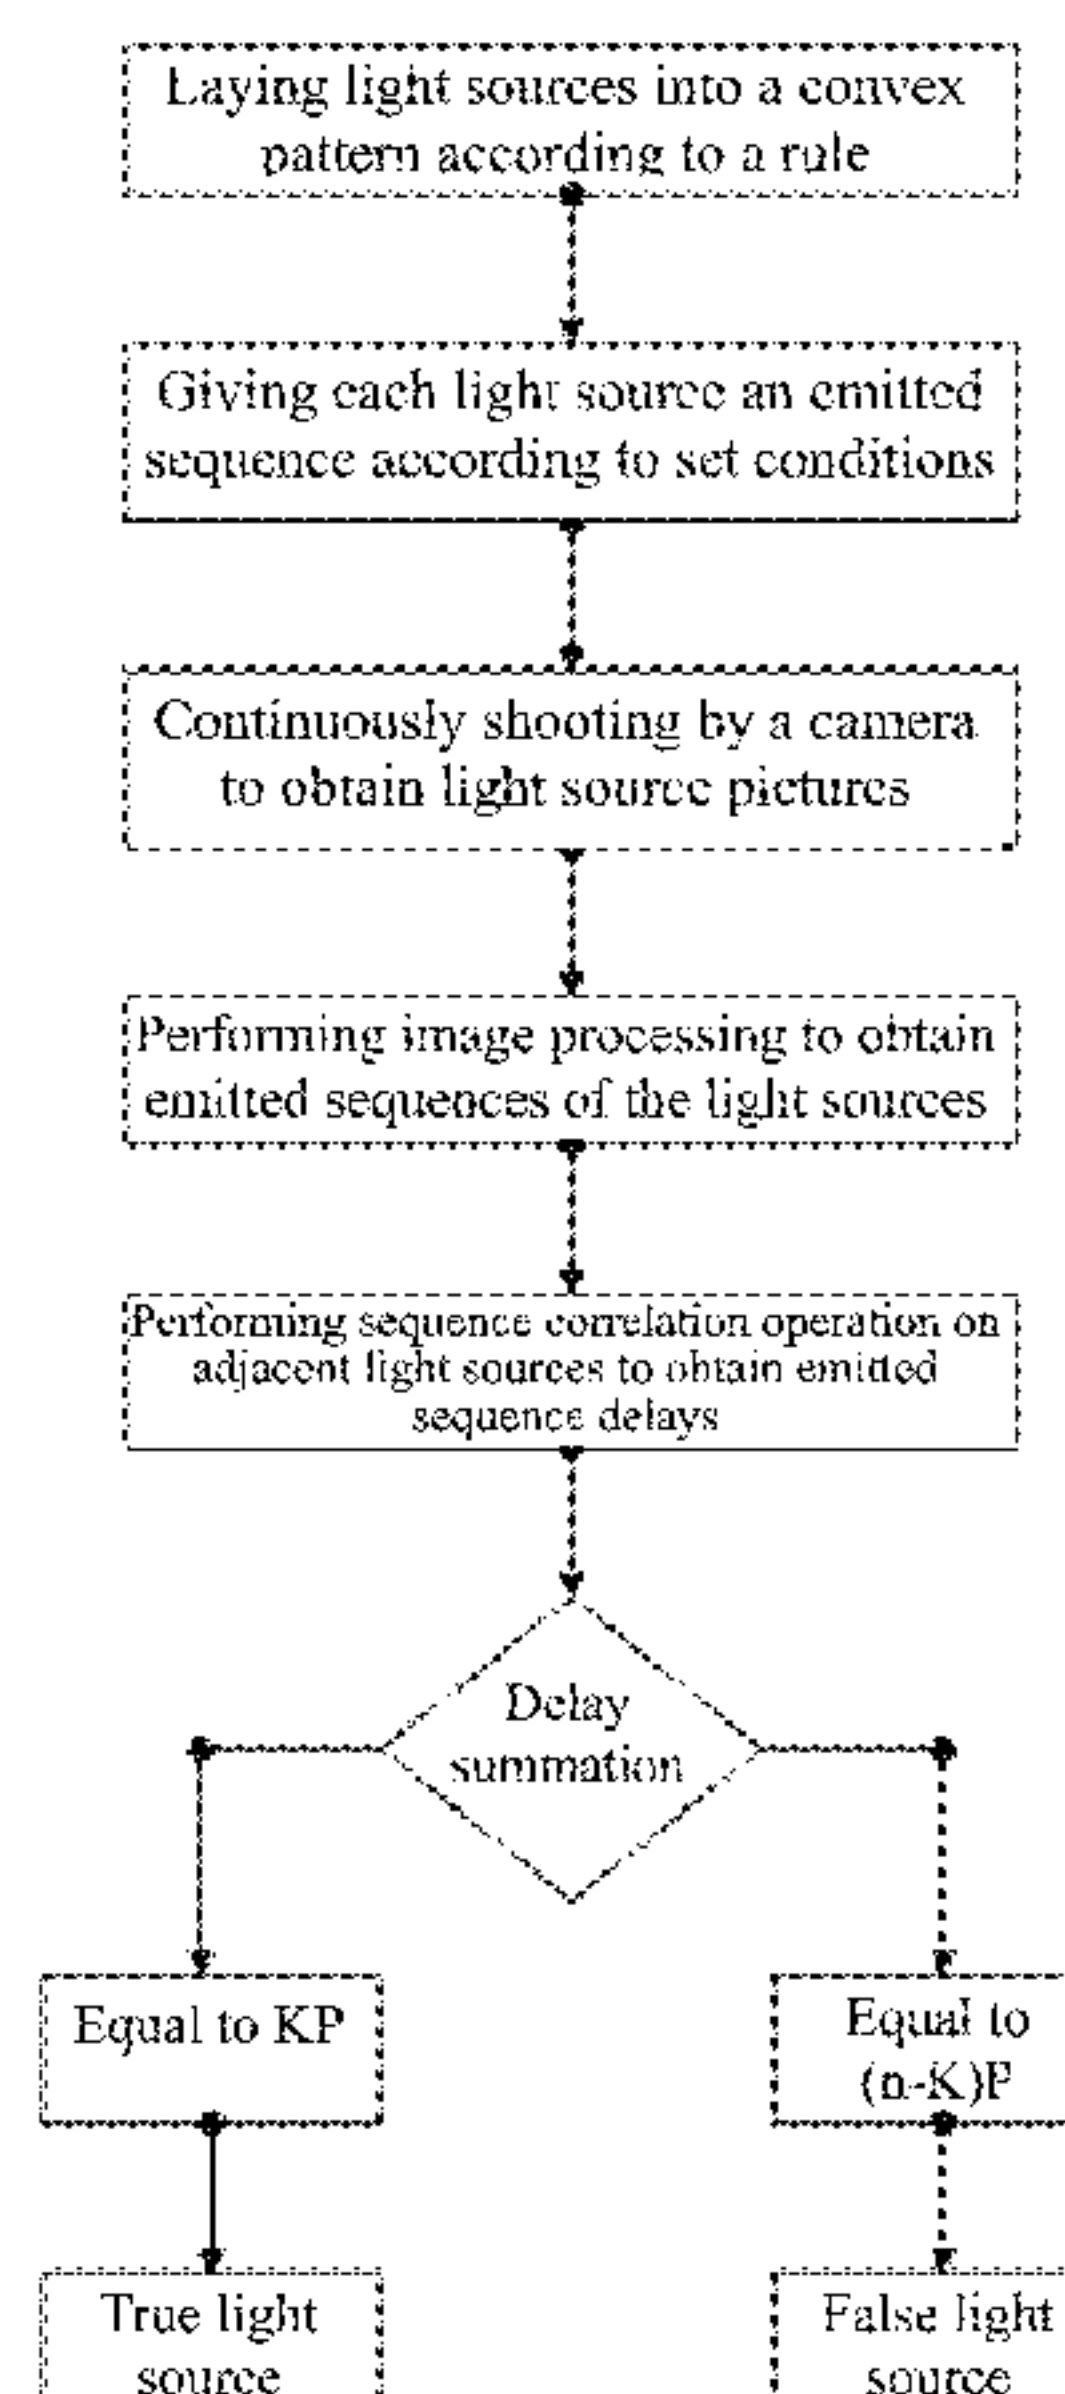 Laying light sources into a convex
pattern according to a rule
Giving each light source an emitted
sequence according to set conditions
Continuously shooting by a camera
to obtain light source pictures
Performing image processing to obtain
emitted sequences of the light sources
Performing sequence correlation operation on
adjacent light sources to obtain emitted
sequence delays
Delay
summation
Equal to KP
Equal to
(n-K)P
True light
source
False light
source